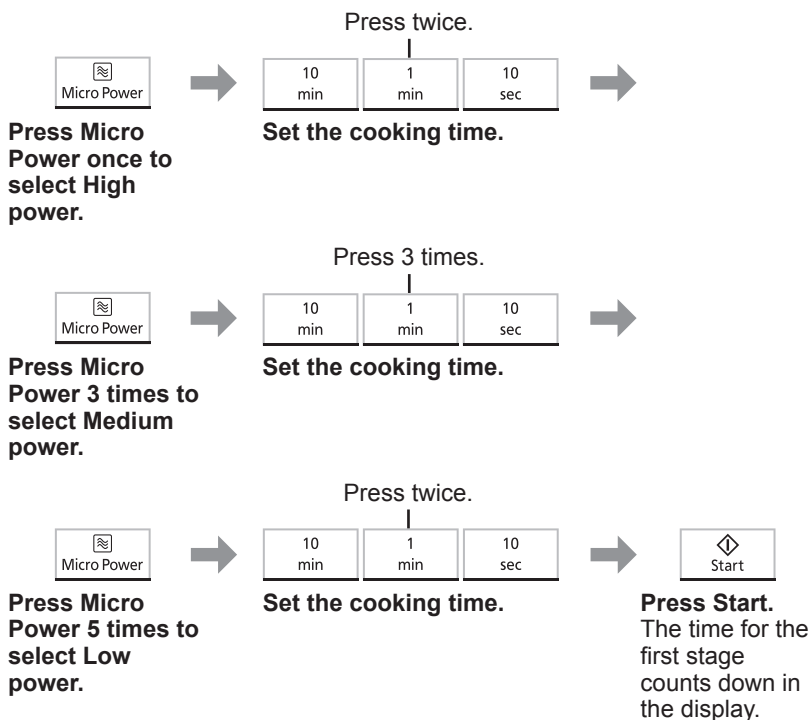 Press twice.
Micro Power
10 min
1 min
10 sec
Press Micro
Power once to
select High
power.
Set the cooking time.
Press 3 times.
Micro Power
10 min
1 min
10 sec
Press Micro
Power 3 times to
select Medium
power.
Set the cooking time.
Press twice.
Micro Power
10 min
1 min
10 sec
Start
Press Micro
Power 5 times to
select Low
power.
Set the cooking time.
Press Start.
The time for the
first stage
counts down in
the display.